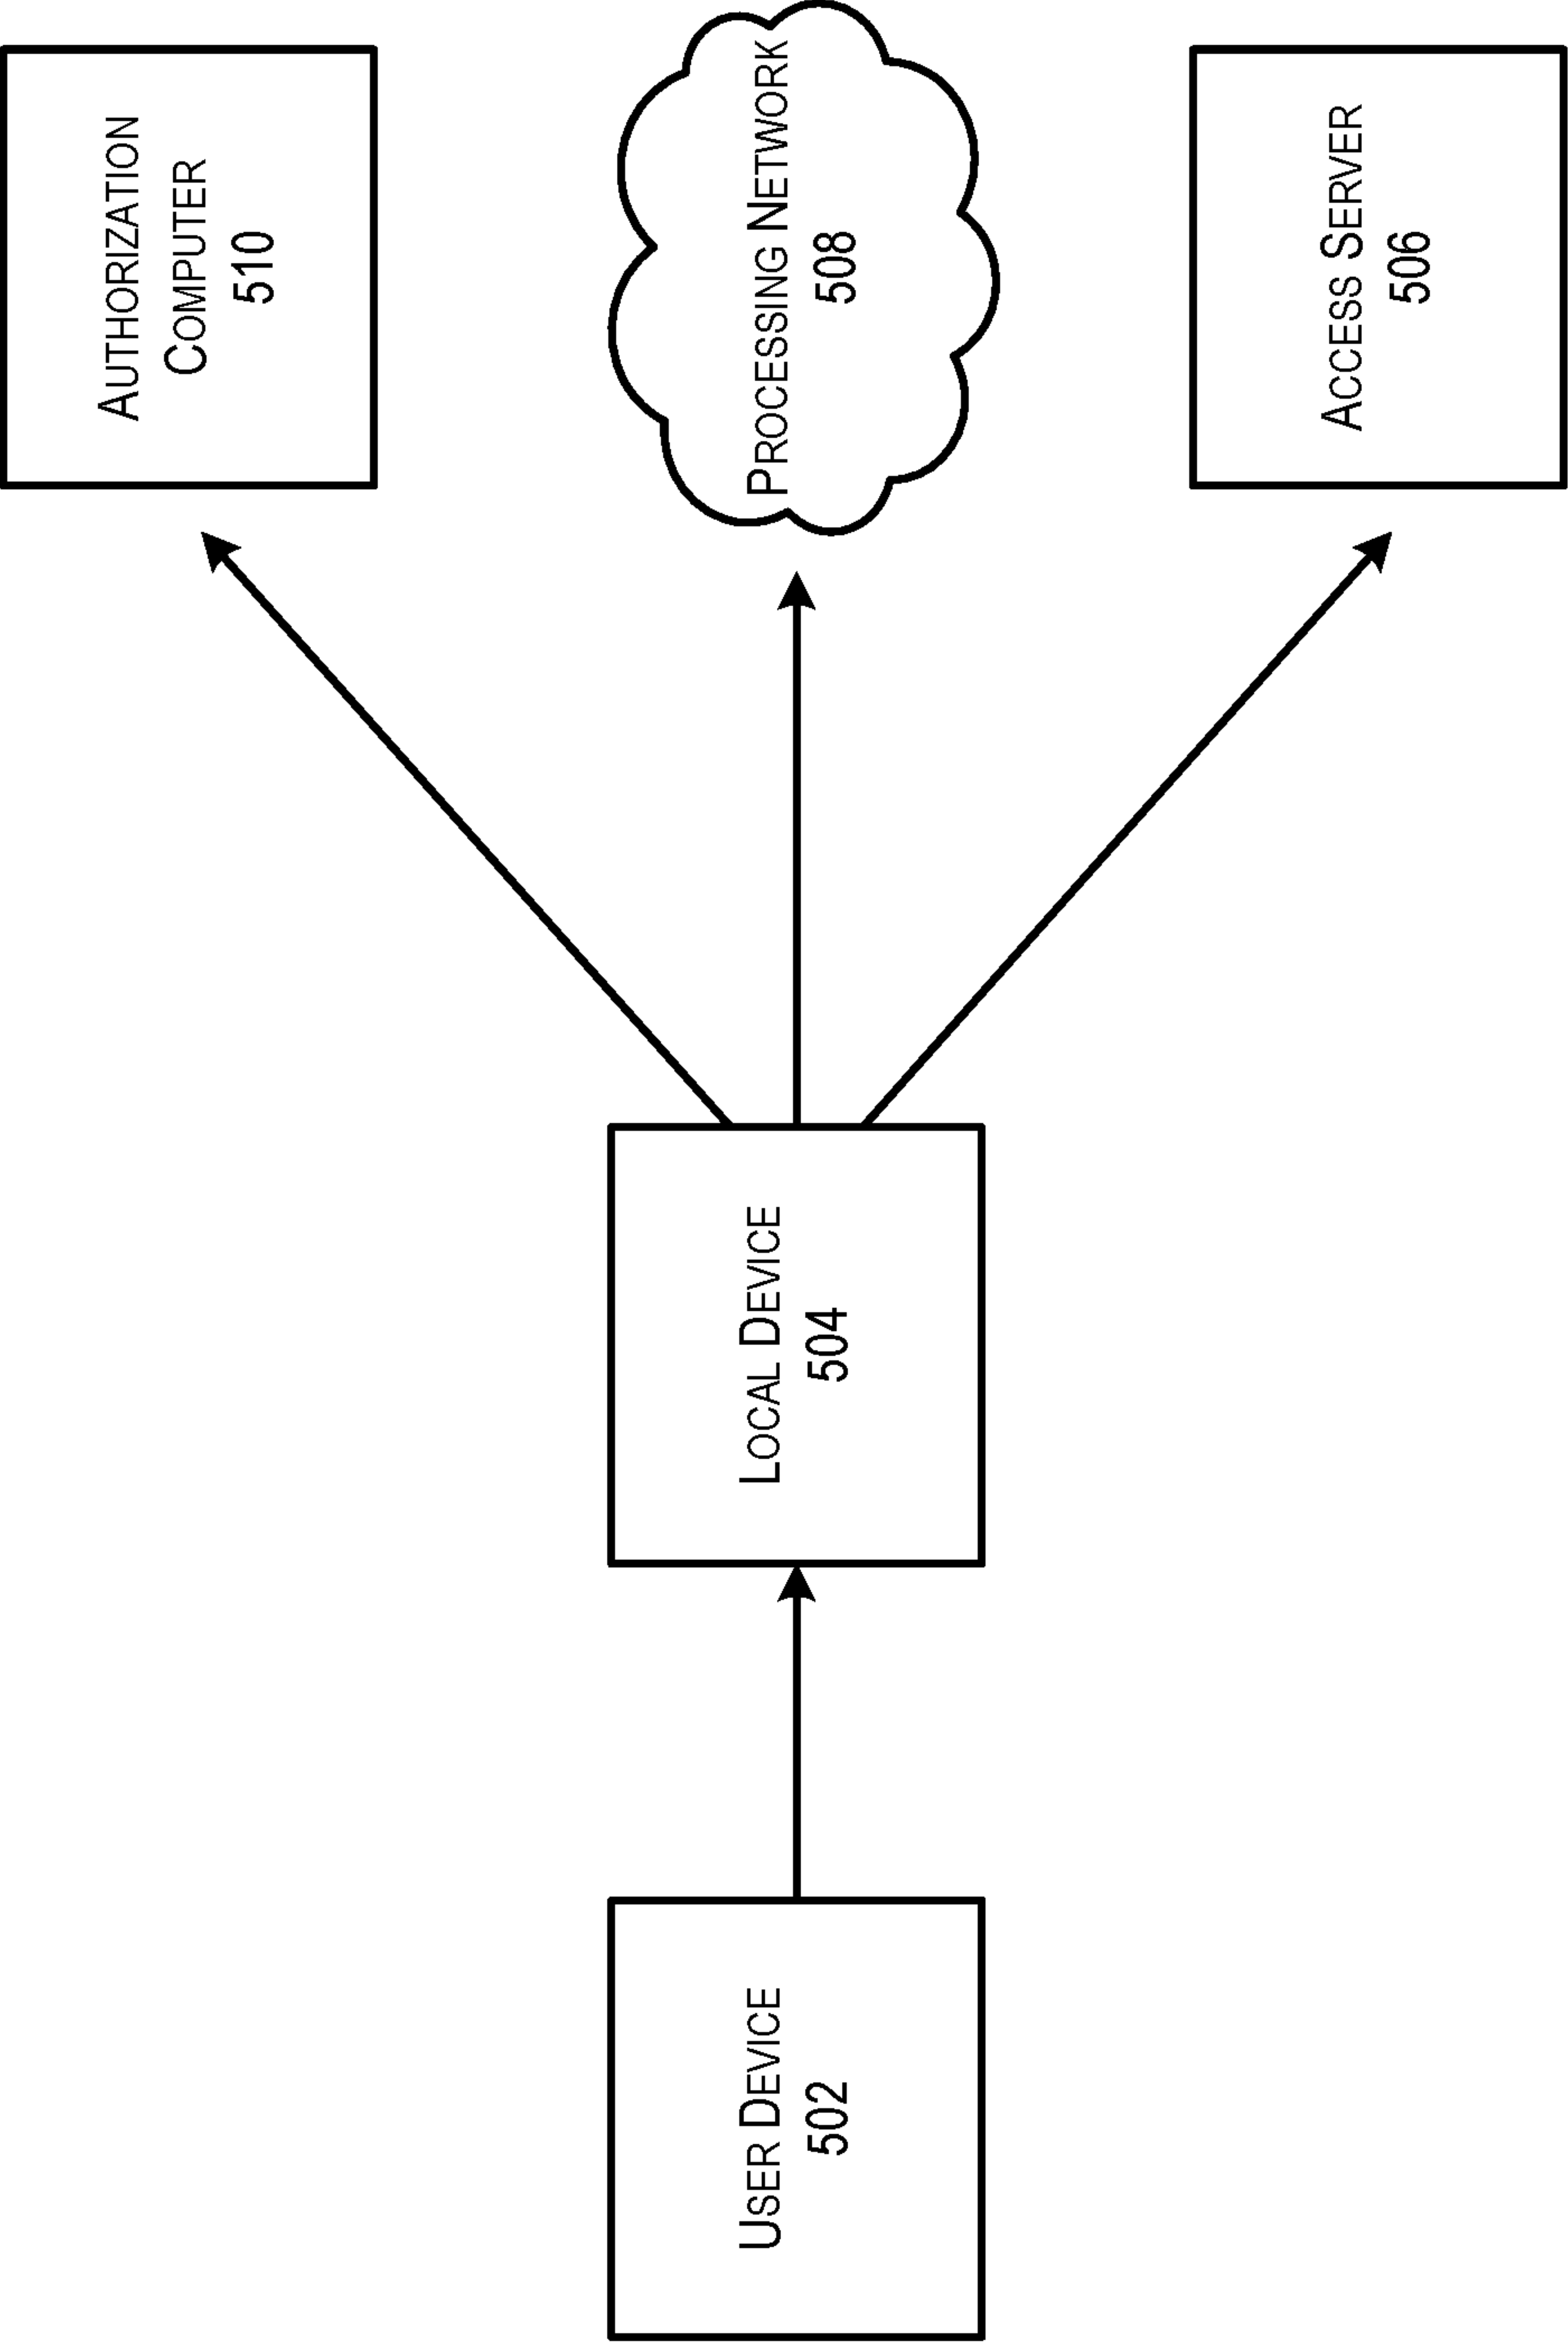 AUTHORIZATION
COMPUTER
510
PROCESSING NETWORK
508
ACCESS SERVER
506
LOCAL DEVICE
504
USER DEVICE
502